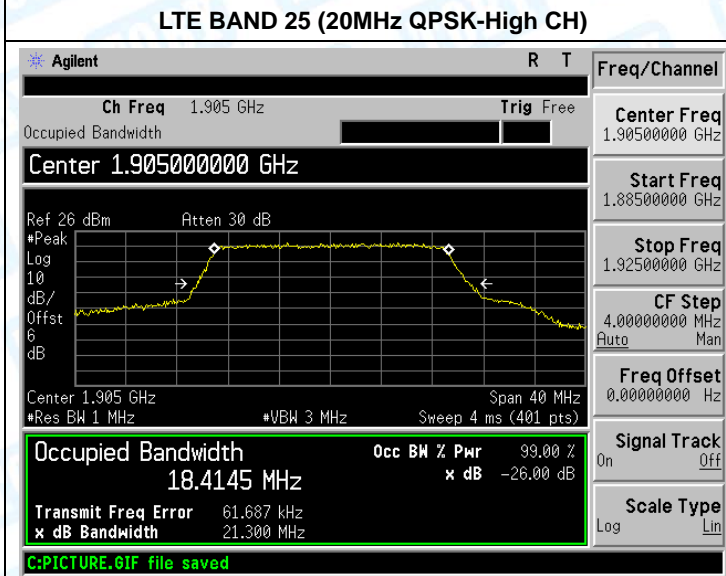 LTE BAND 25 (20MHz QPSK-High CH)
Agilent R T
Freq/Channel
Ch Freq 1.905 GHz Trig Free
Occupied Bandwidth
Center 1.905000000 GHz
Center Freq
1.90500000 GHz
Start Freq
1.88500000 GHz
Stop Freq
1.92500000 GHz
CF Step
4.00000000 MHz
Auto Man
Freq Offset
0.00000000 Hz
Signal Track
On Off
Scale Type
Log Lin
Ref 26 dBm Atten 30 dB
#Peak
Log
10
dB/
Offst
6
dB
Center 1.905 GHz Span 40 MHz
#Res BW 1 MHz #VBW 3 MHz Sweep 4 ms (401 pts)
Occupied Bandwidth Occ BW % Pwr 99.00 %
18.4145 MHz x dB -26.00 dB
Transmit Freq Error 61.687 kHz
x dB Bandwidth 21.300 MHz
C:PICTURE.GIF file saved